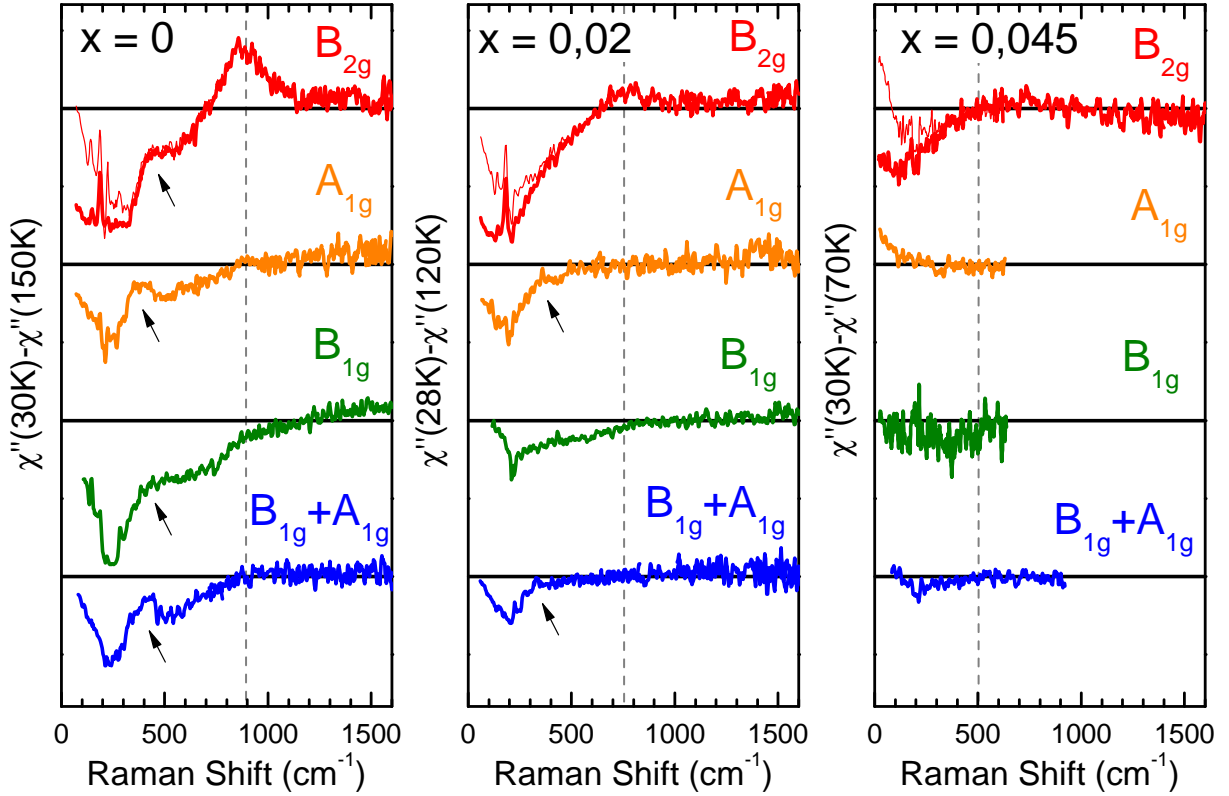 x = 0
B2g
A1g
B1g
B1g+A1g
χ''(30K)-χ''(150K)
0 500 1000 1500
Raman Shift (cm-1)
x = 0,02
B2g
A1g
B1g
B1g+A1g
χ''(28K)-χ''(120K)
0 500 1000 1500
Raman Shift (cm-1)
x = 0,045
B2g
A1g
B1g
B1g+A1g
χ''(30K)-χ''(70K)
0 500 1000 1500
Raman Shift (cm-1)